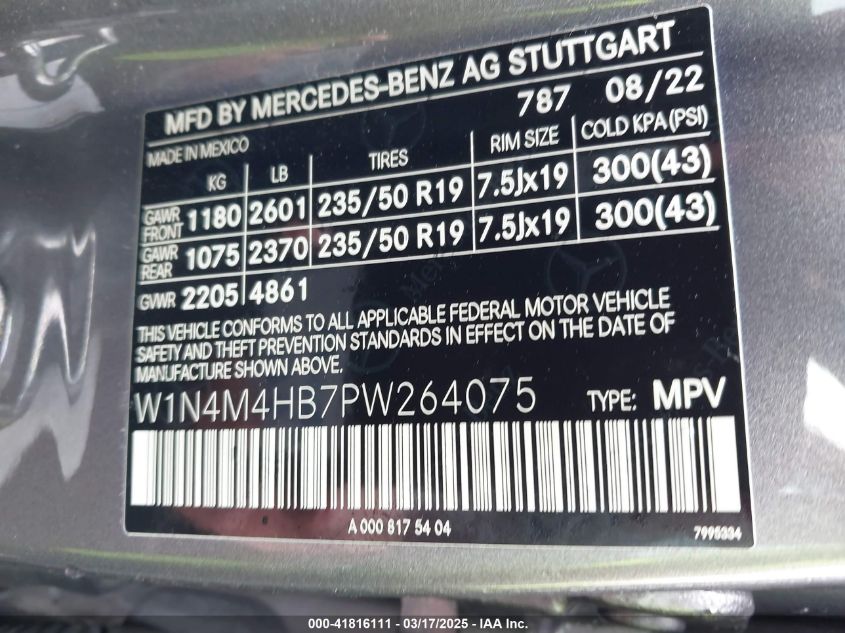 MFD BY MERCEDES-BENZ AG STUTTGART
787 08/22
MADE IN MEXICO
KG LB TIRES RIM SIZE COLD KPA (PSI)
GAWR FRONT 1180 2601 235/50 R19 7.5Jx19 300(43)
GAWR REAR 1075 2370 235/50 R19 7.5Jx19 300(43)
GVWR 2205 4861
THIS VEHICLE CONFORMS TO ALL APPLICABLE FEDERAL MOTOR VEHICLE
SAFETY AND THEFT PREVENTION STANDARDS IN EFFECT ON THE DATE OF
MANUFACTURE SHOWN ABOVE.
W1N4M4HB7PW264075 TYPE: MPV
A 000 817 54 04
7995334
000-41816111 - 03/17/2025 - IAA Inc.